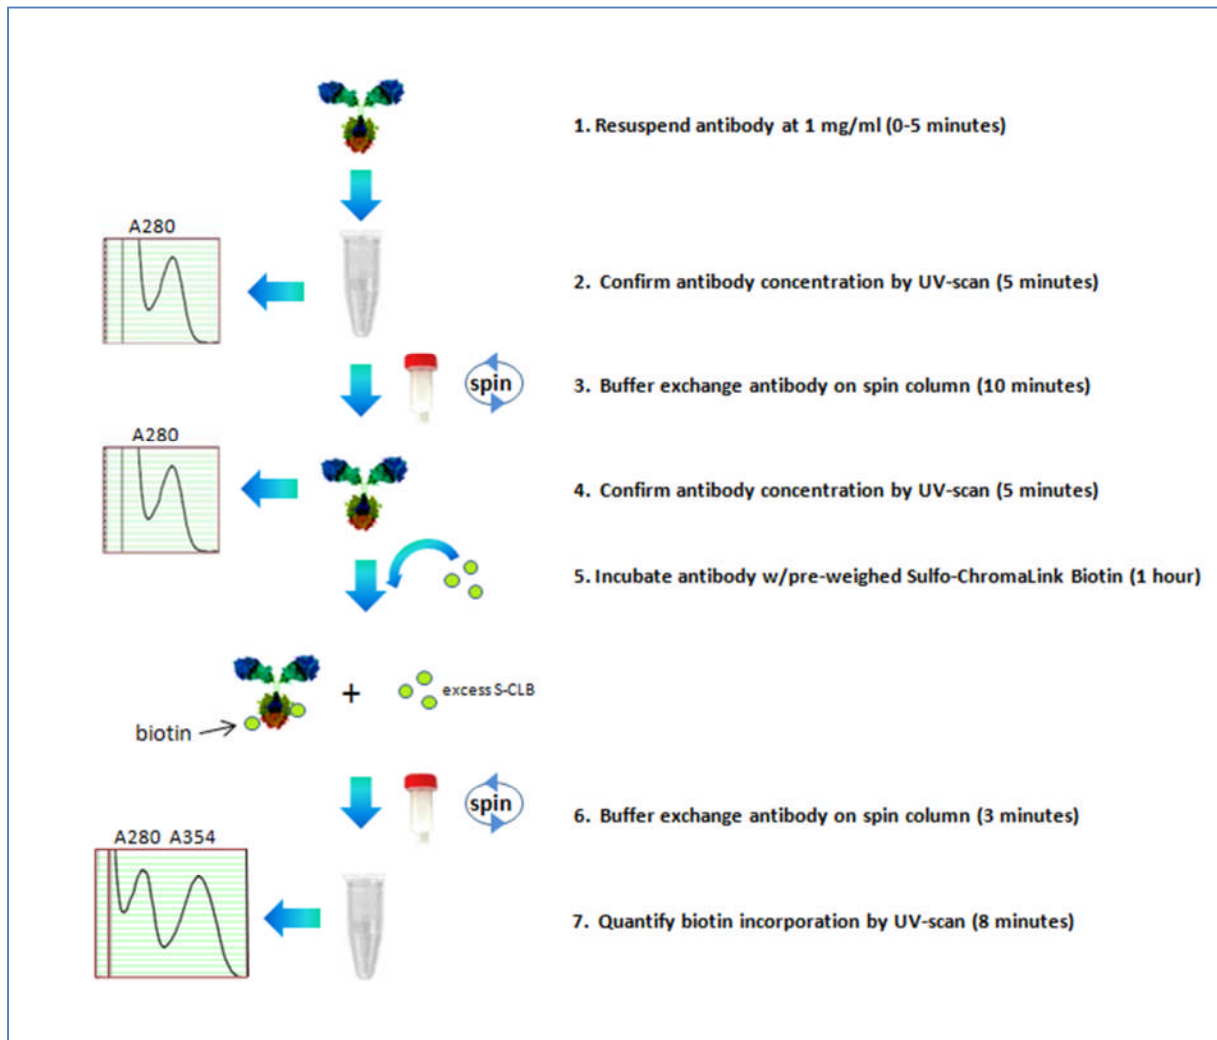 1. Resuspend antibody at 1 mg/ml (0-5 minutes)
A280
2. Confirm antibody concentration by UV-scan (5 minutes)
spin
3. Buffer exchange antibody on spin column (10 minutes)
A280
4. Confirm antibody concentration by UV-scan (5 minutes)
5. Incubate antibody w/pre-weighed Sulfo-ChromaLink Biotin (1 hour)
+
excess S-CLB
biotin
spin
6. Buffer exchange antibody on spin column (3 minutes)
A280 A354
7. Quantify biotin incorporation by UV-scan (8 minutes)